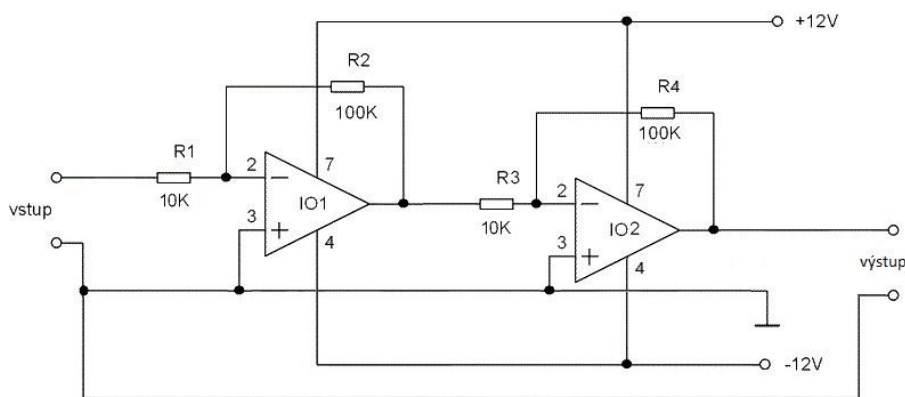 +12V
R2
100K
R4
100K
R1
10K
2
7
IO1
3
4
R3
10K
2
7
IO2
3
4
vstup
výstup
-12V